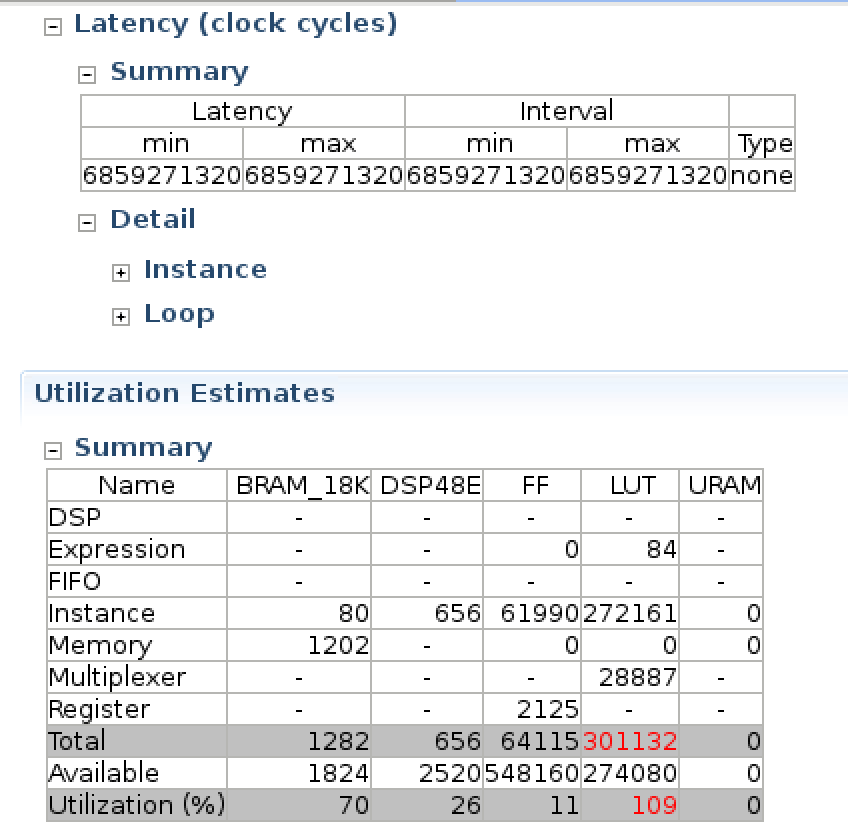 Latency (clock cycles)
Summary
Latency Interval
min max min max Type
6859271320 6859271320 6859271320 6859271320 none
Detail
Instance
Loop
Utilization Estimates
Summary
Name BRAM_18K DSP48E FF LUT URAM
DSP - - - - -
Expression - - 0 84 -
FIFO - - - - -
Instance 80 656 61990 272161 0
Memory 1202 - 0 0 0
Multiplexer - - - 28887 -
Register - - 2125 - -
Total 1282 656 64115 301132 0
Available 1824 2520 548160 274080 0
Utilization (%) 70 26 11 109 0